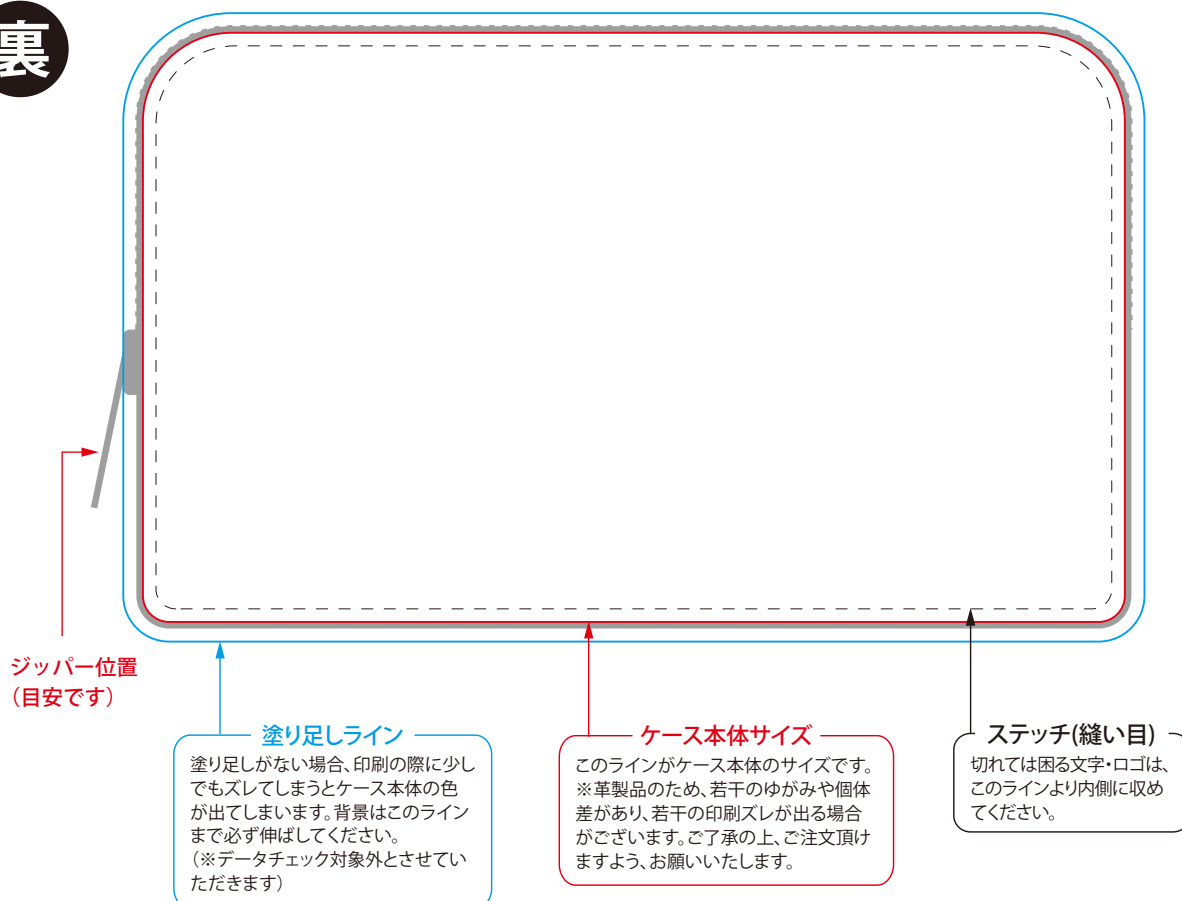 裏
ジッパー位置
（目安です）
塗り足しライン
塗り足しがない場合、印刷の際に少し
でもズレてしまうとケース本体の色
が出てしまいます。背景はこのライン
まで必ず伸ばしてください。
（※データチェック対象外とさせてい
ただきます）
ケース本体サイズ
このラインがケース本体のサイズです。
※革製品のため、若干のゆがみや個体
差があり、若干の印刷ズレが出る場合
がございます。ご了承の上、ご注文頂け
ますよう、お願いいたします。
ステッチ(縫い目)
切れては困る文字・ロゴは、
このラインより内側に収め
てください。